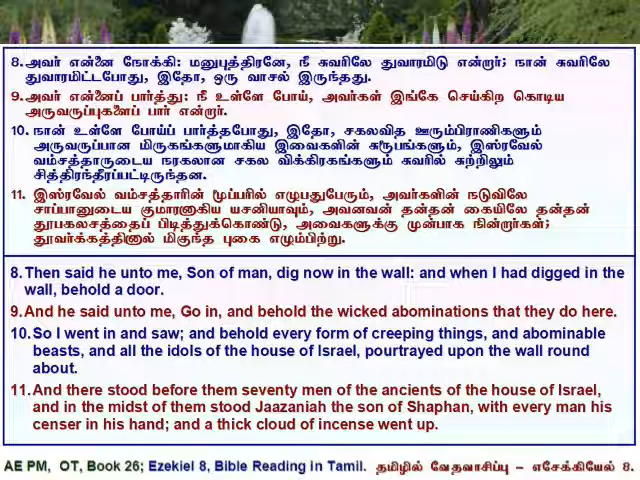 8. அவர் என்னை நோக்கி: மனுபுத்திரனே, நீ சுவரிலே துவாரமிடு என்றார்; நான் சுவரிலே
துவாரமிட்டபோது, இதோ, ஒரு வாசல் இருந்தது.
9. அவர் என்னைப் பார்த்து: நீ உள்ளே போய், அவர்கள் இங்கே செய்கிற கொடிய
அருவருப்புகளைப் பார் என்றார்.
10. நான் உள்ளே போய்ப் பார்த்தபோது, இதோ, சகலவித ஊரும்பிராணிகளும்
அருவருப்பான மிருகங்களுமாகிய இவைகளின் சுரூபங்களும், இஸ்ரவேல்
வம்சத்தாருடைய நரகலான சகல விக்கிரகங்களும் சுவரில் சுற்றிலும்
சித்திரந்தீரப்பட்டிருந்தன.
11. இஸ்ரவேல் வம்சத்தாரின் மூப்பரில் எழுபதுபேரும், அவர்களின் நடுவிலே
சாப்பானுடைய குமாரனாகிய யசனியாவும், அவனவன் தன்தன் கையிலே தன்தன்
தூபகலசத்தைப் பிடித்துக்கொண்டு, அவைகளுக்கு முன்பாக நின்றார்கள்;
தூவர்க்கத்தினால் மிகுந்த புகை எழும்பிற்று.
8. Then said he unto me, Son of man, dig now in the wall: and when I had digged in the
wall, behold a door.
9. And he said unto me, Go in, and behold the wicked abominations that they do here.
10. So I went in and saw; and behold every form of creeping things, and abominable
beasts, and all the idols of the house of Israel, pourtrayed upon the wall round
about.
11. And there stood before them seventy men of the ancients of the house of Israel,
and in the midst of them stood Jaazaniah the son of Shaphan, with every man his
censer in his hand; and a thick cloud of incense went up.
AE PM, OT, Book 26; Ezekiel 8, Bible Reading in Tamil. தமிழில் வேதவாசிப்பு – எசேக்கியேல் 8.